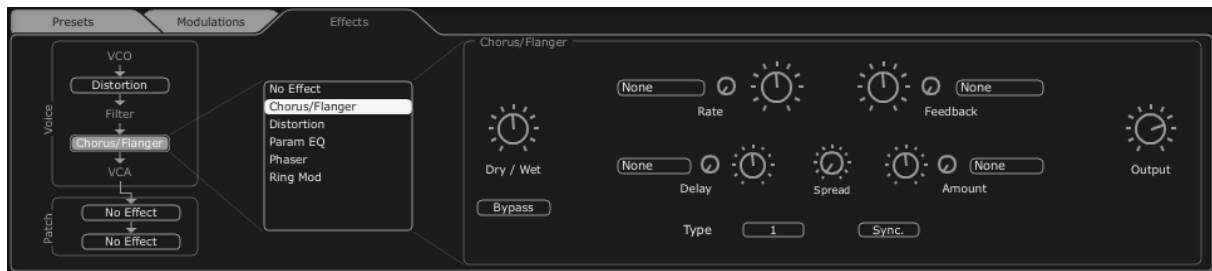 Presets
Modulations
Effects
Voice
VCO
Distortion
Filter
Chorus/Flanger
VCA
Patch
No Effect
No Effect
No Effect
Chorus/Flanger
Distortion
Param EQ
Phaser
Ring Mod
Chorus/Flanger
Dry / Wet
Bypass
None
Rate
None
Feedback
None
Delay
Spread
None
Amount
Type
1
Sync.
Output